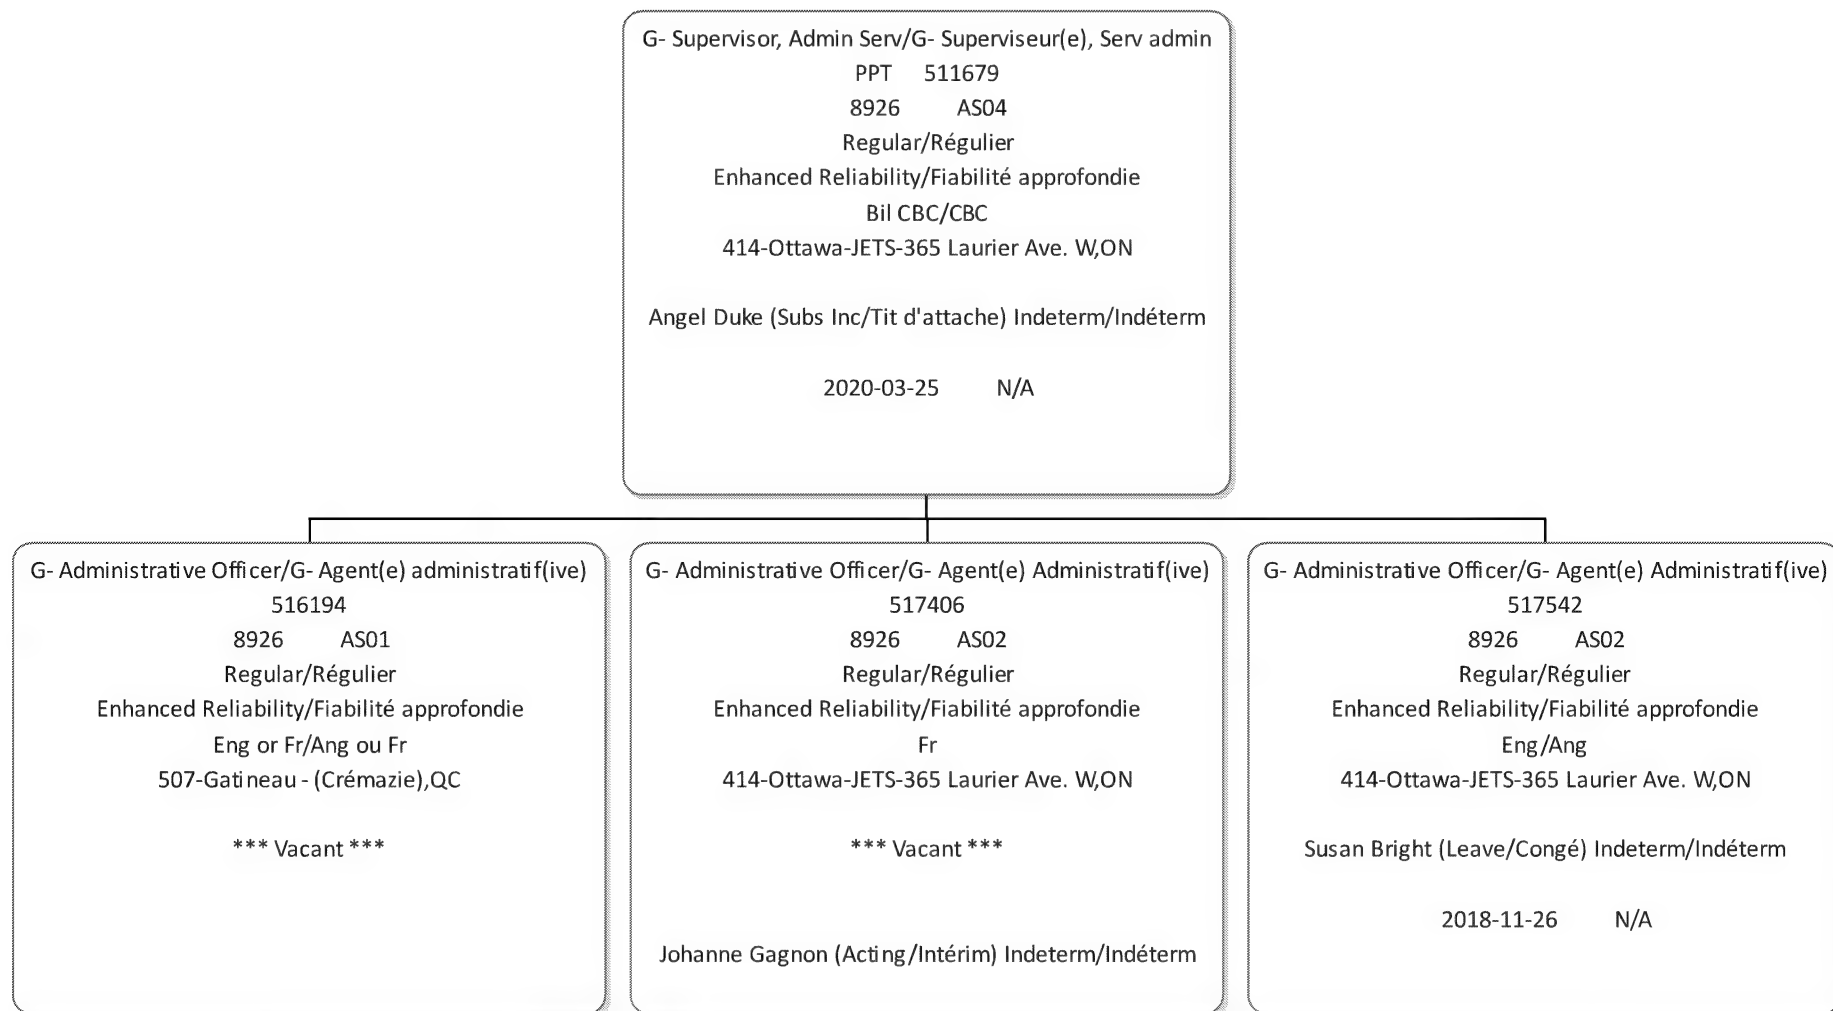 G- Supervisor, Admin Serv/G- Superviseur(e), Serv admin
PPT 511679
8926 AS04
Regular/Régulier
Enhanced Reliability/Fiabilité approfondie
Bil CBC/CBC
414-Ottawa-JETS-365 Laurier Ave. W,ON
Angel Duke (Subs Inc/Tit d'attache) Indeterm/Indéterm
2020-03-25 N/A
G- Administrative Officer/G- Agent(e) administratif(ive)
516194
8926 AS01
Regular/Régulier
Enhanced Reliability/Fiabilité approfondie
Eng or Fr/Ang ou Fr
507-Gatineau - (Crémazie),QC
*** Vacant ***
G- Administrative Officer/G- Agent(e) Administratif(ive)
517406
8926 AS02
Regular/Régulier
Enhanced Reliability/Fiabilité approfondie
Fr
414-Ottawa-JETS-365 Laurier Ave. W,ON
*** Vacant ***
Johanne Gagnon (Acting/Intérim) Indeterm/Indéterm
G- Administrative Officer/G- Agent(e) Administratif(ive)
517542
8926 AS02
Regular/Régulier
Enhanced Reliability/Fiabilité approfondie
Eng/Ang
414-Ottawa-JETS-365 Laurier Ave. W,ON
Susan Bright (Leave/Congé) Indeterm/Indéterm
2018-11-26 N/A